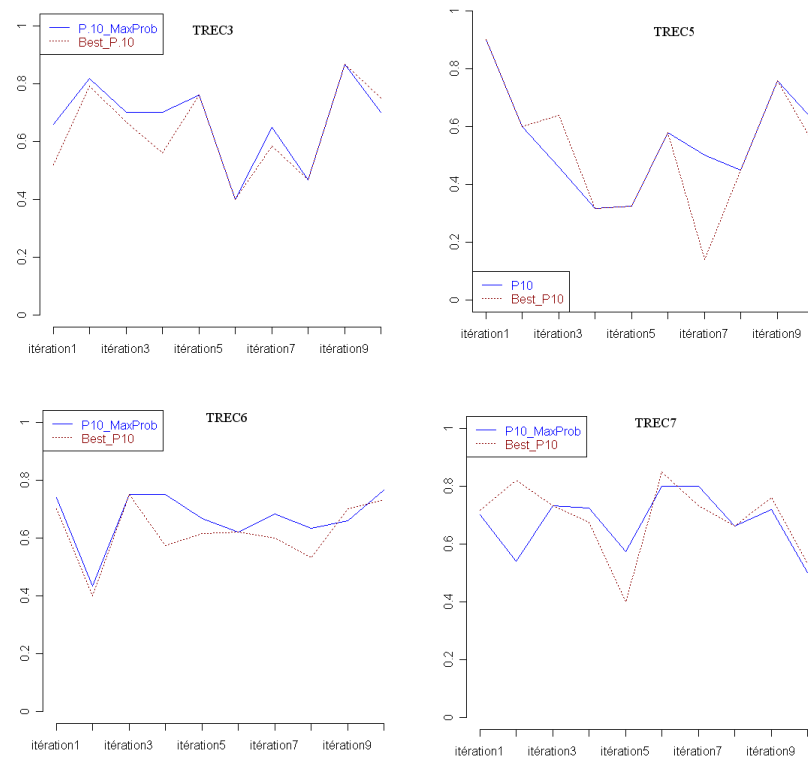 TREC3
P.10_MaxProb
Best_P.10
1
0.8
0.6
0.4
0.2
0
itération1 itération3 itération5 itération7 itération9
TREC5
1
0.8
0.6
0.4
0.2
0
P10
Best_P10
itération1 itération3 itération5 itération7 itération9
TREC6
P10_MaxProb
Best_P10
1
0.8
0.6
0.4
0.2
0
itération1 itération3 itération5 itération7 itération9
TREC7
P10_MaxProb
Best_P10
1
0.8
0.6
0.4
0.2
0
itération1 itération3 itération5 itération7 itération9